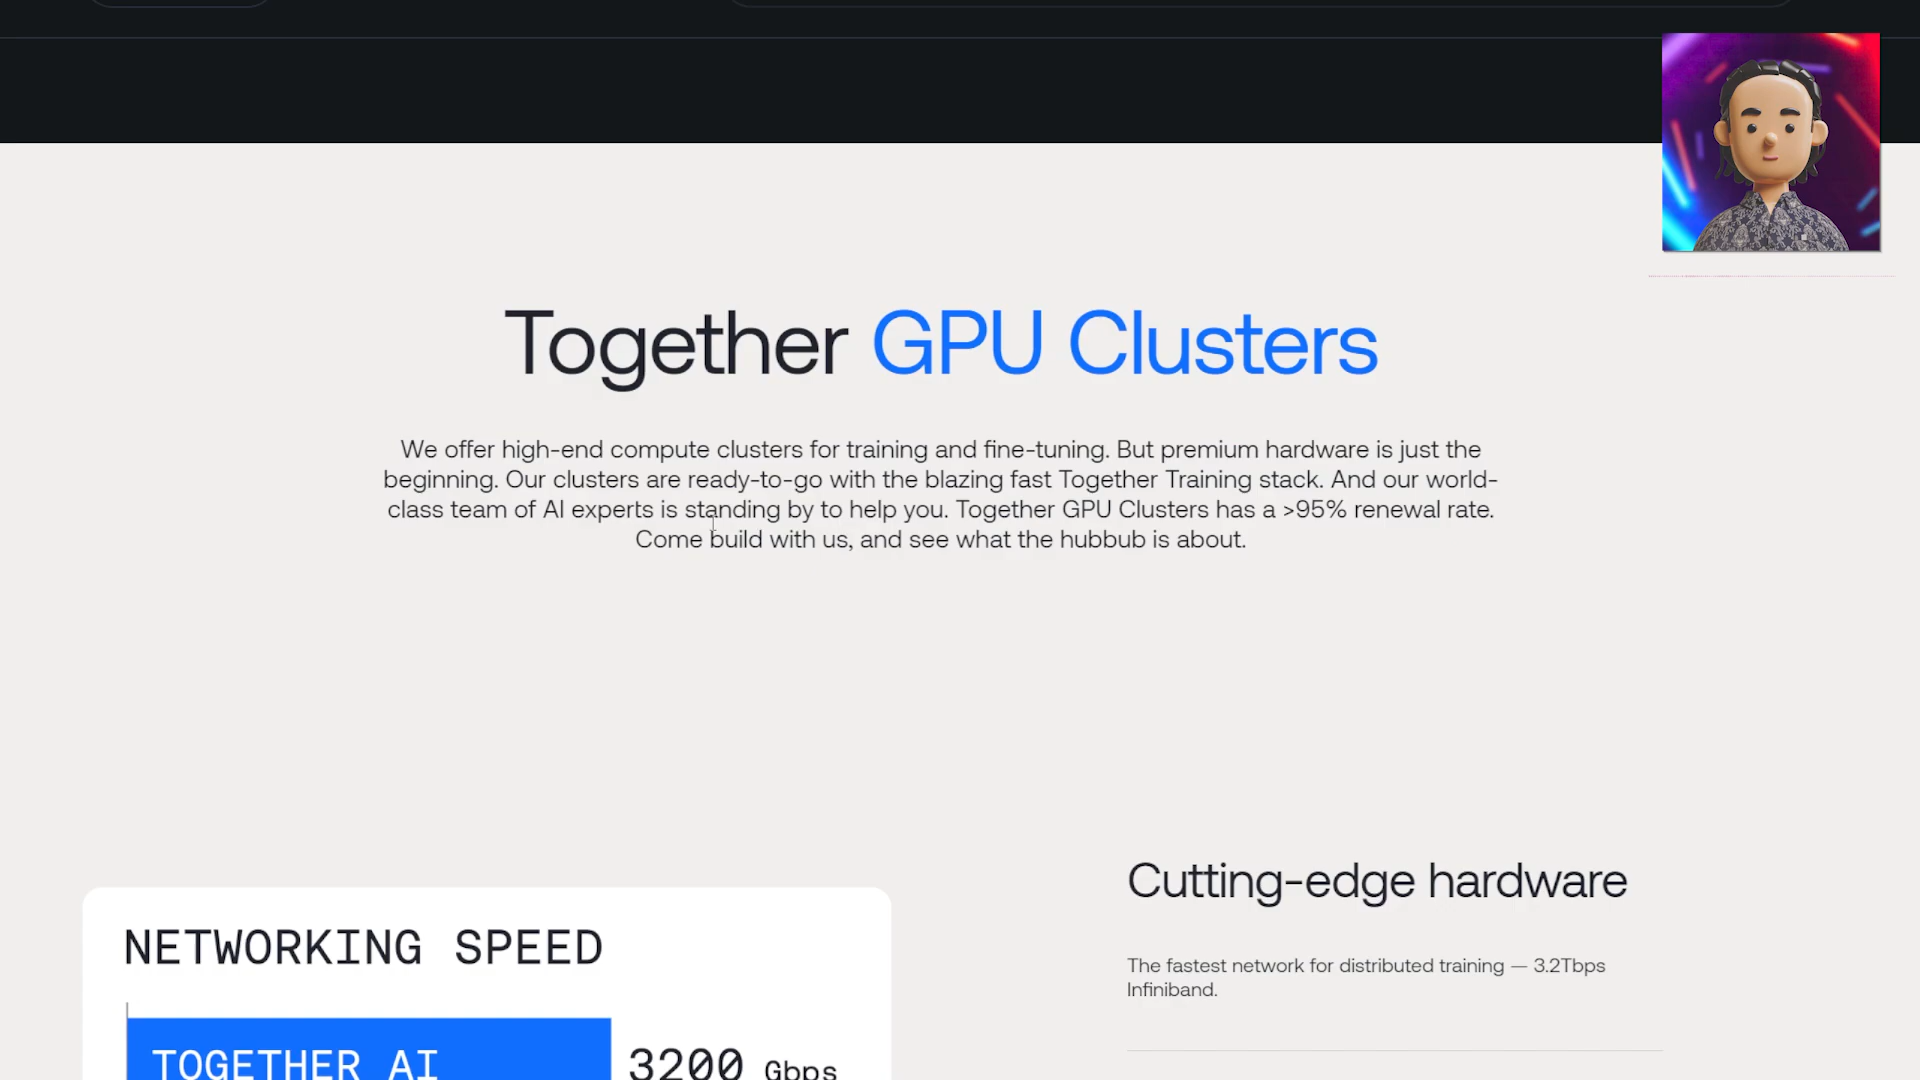 Together GPU Clusters
We offer high-end compute clusters for training and fine-tuning. But premium hardware is just the
beginning. Our clusters are ready-to-go with the blazing fast Together Training stack. And our world-
class team of AI experts is standing by to help you. Together GPU Clusters has a >95% renewal rate.
Come build with us, and see what the hubbub is about.
Cutting-edge hardware
NETWORKING SPEED
The fastest network for distributed training — 3.2Tbps
Infiniband.
TOGETHER AI 3200 Gbps